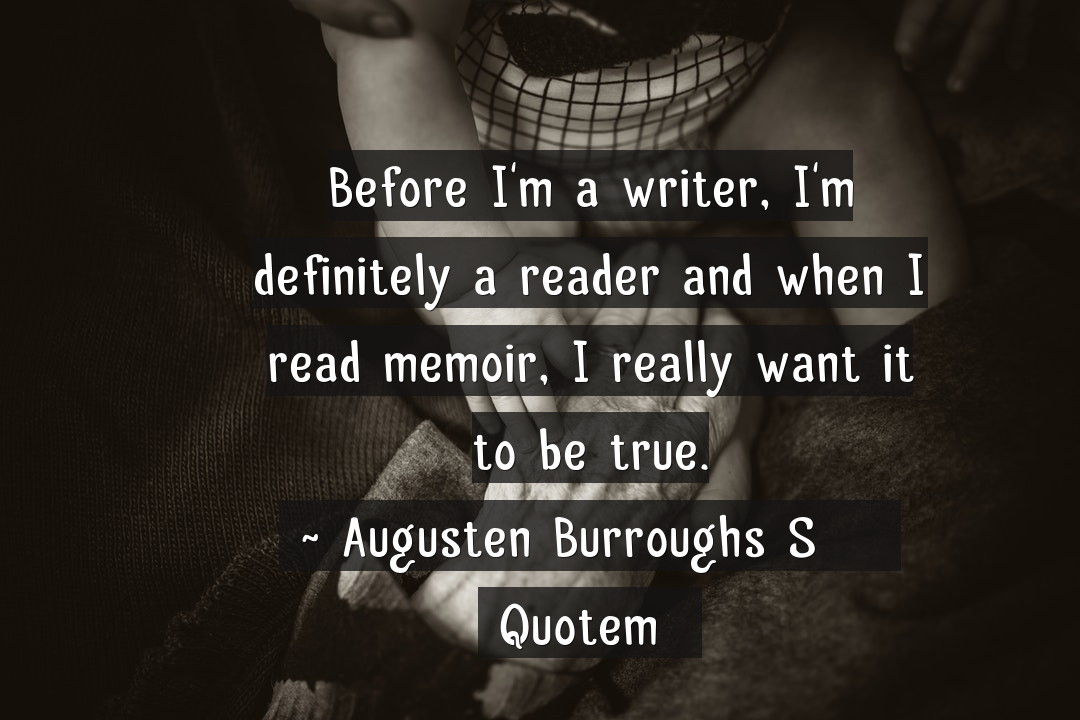 Before I'm a writer, I'm
definitely a reader and when I
read memoir, I really want it
to be true.
~ Augusten Burroughs S
Quotem